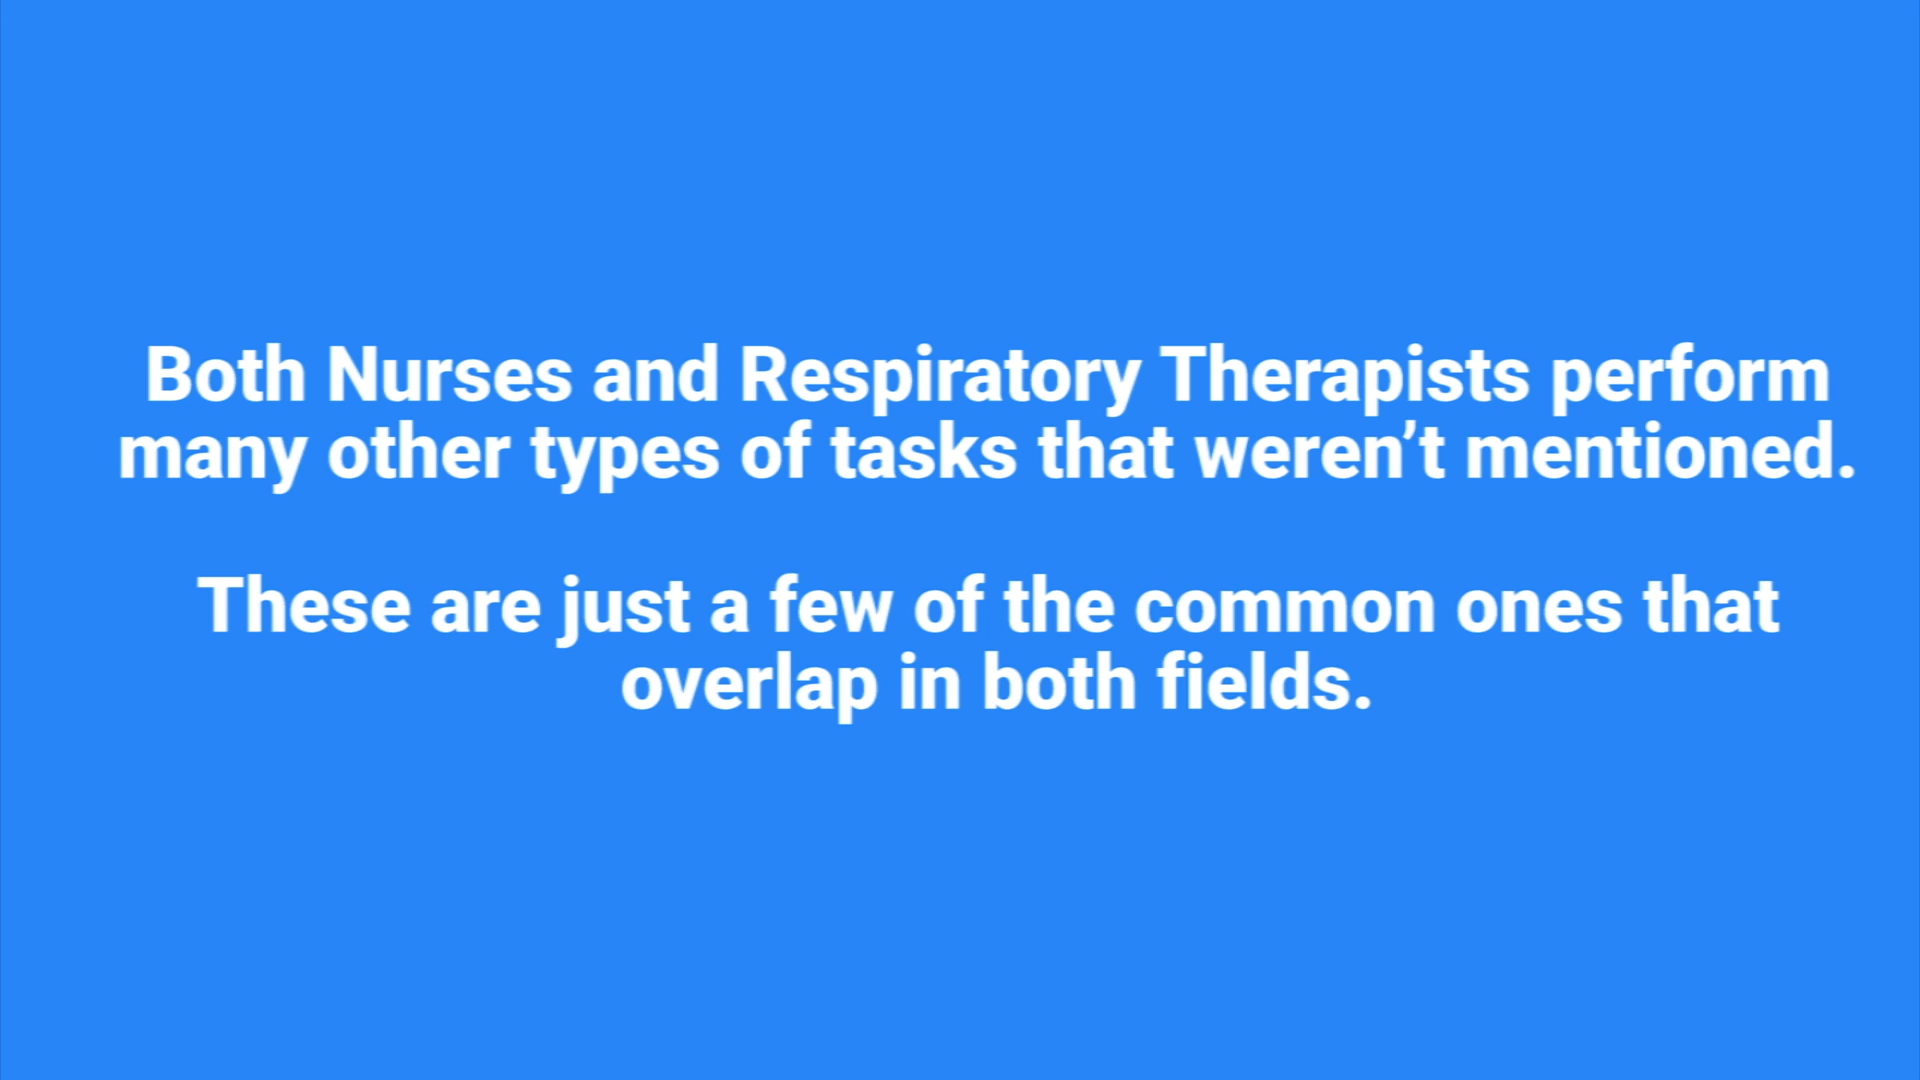 Both Nurses and Respiratory Therapists perform
many other types of tasks that weren’t mentioned.
These are just a few of the common ones that
overlap in both fields.